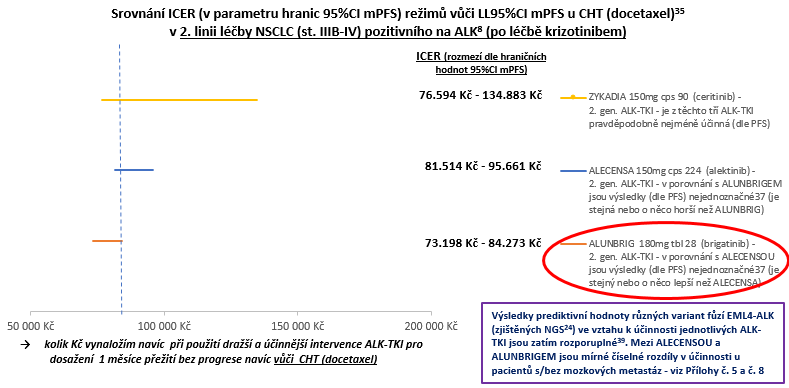 Srovnání ICER (v parametru hranic 95%CI mPFS) režimů vůči LL95%CI mPFS u CHT (docetaxel)35
v 2. linii léčby NSCLC (st. IIIB-IV) pozitivního na ALK8 (po léčbě krizotinibem)
ICER (rozmezí dle hraničních
hodnot 95%CI mPFS)
76.594 Kč - 134.883 Kč
ZYKADIA 150mg cps 90 (ceritinib) -
2. gen. ALK-TKI - je z těchto tří ALK-TKI
pravděpodobně nejméně účinná (dle PFS)
81.514 Kč - 95.661 Kč
ALECENSA 150mg cps 224 (alektinib) -
2. gen. ALK-TKI - v porovnání s ALUNBRIGEM
jsou výsledky (dle PFS) nejednoznačné37 (je
stejná nebo o něco horší než ALUNBRIG)
73.198 Kč - 84.273 Kč
ALUNBRIG 180mg tbl 28 (brigatinib) -
2. gen. ALK-TKI - v porovnání s ALECENSOU
jsou výsledky (dle PFS) nejednoznačné37 (je
stejný nebo o něco lepší než ALECENSA)
50 000 Kč 100 000 Kč 150 000 Kč 200 000 Kč
→ kolik Kč vynaložím navíc při použití dražší a účinnější intervence ALK-TKI pro
dosažení 1 měsíce přežití bez progrese navíc vůči CHT (docetaxel)
Výsledky prediktivní hodnoty různých variant fůzí EML4-ALK
(zjištěných NGS24) ve vztahu k účinnosti jednotlivých ALK-
TKI jsou zatím rozporuplné39. Mezi ALECENSOU a
ALUNBRIGEM jsou mírné číselné rozdíly v účinnosti u
pacientů s/bez mozkových metastáz - viz Přílohy č. 5 a č. 8